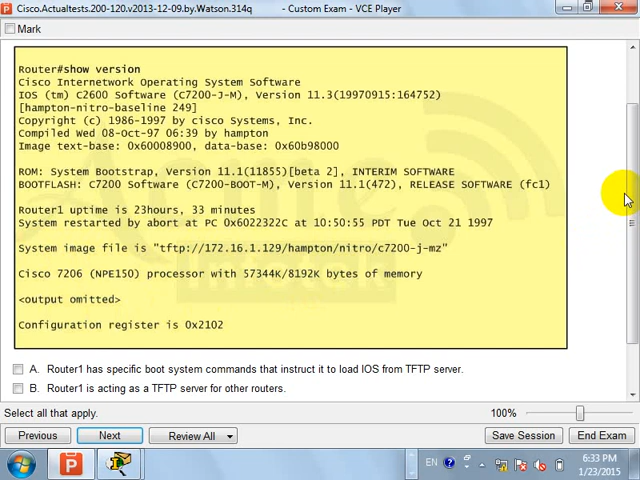 Cisco.Actualtests.200-120.v2013-12-09.by.Watson.314q - Custom Exam - VCE Player
Mark
Router#show version
Cisco Internetwork Operating System Software
IOS (tm) C2600 Software (C7200-J-M), Version 11.3(19970915:164752)
[hampton-nitro-baseline 249]
Copyright (c) 1986-1997 by cisco Systems, Inc.
Compiled Wed 08-Oct-97 06:39 by hampton
Image text-base: 0x60008900, data-base: 0x60b98000
ROM: System Bootstrap, Version 11.1(11855)[beta 2], INTERIM SOFTWARE
BOOTFLASH: C7200 Software (C7200-BOOT-M), Version 11.1(472), RELEASE SOFTWARE (fc1)
Router1 uptime is 23hours, 33 minutes
System restarted by abort at PC 0x6022322C at 10:50:55 PDT Tue Oct 21 1997
System image file is "tftp://172.16.1.129/hampton/nitro/c7200-j-mz"
Cisco 7206 (NPE150) processor with 57344K/8192K bytes of memory
<output omitted>
Configuration register is 0x2102
A. Router1 has specific boot system commands that instruct it to load IOS from TFTP server.
B. Router1 is acting as a TFTP server for other routers.
Select all that apply.
100%
Previous
Next
Review All
Save Session
End Exam
EN
6:33 PM
1/23/2015